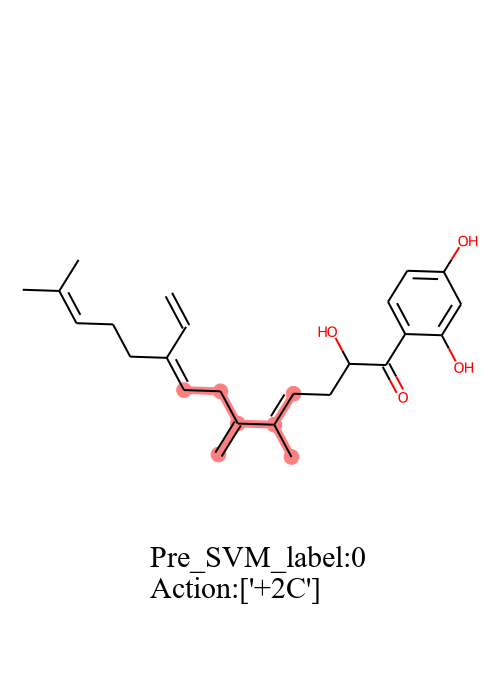 OH
HO
OH
O
Pre_SVM_label:0
Action:['+2C']